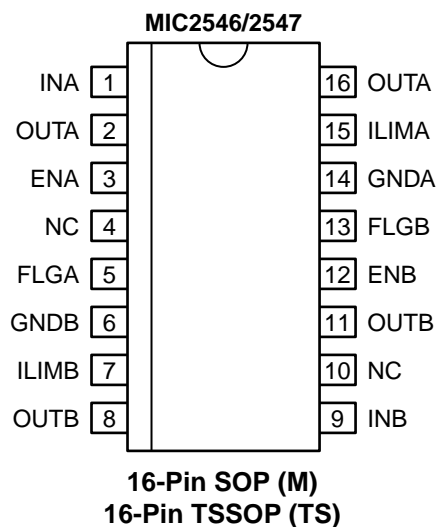 MIC2546/2547
INA 1 16 OUTA
OUTA 2 15 ILIMA
ENA 3 14 GNDA
NC 4 13 FLGB
FLGA 5 12 ENB
GNDB 6 11 OUTB
ILIMB 7 10 NC
OUTB 8 9 INB
16-Pin SOP (M)
16-Pin TSSOP (TS)